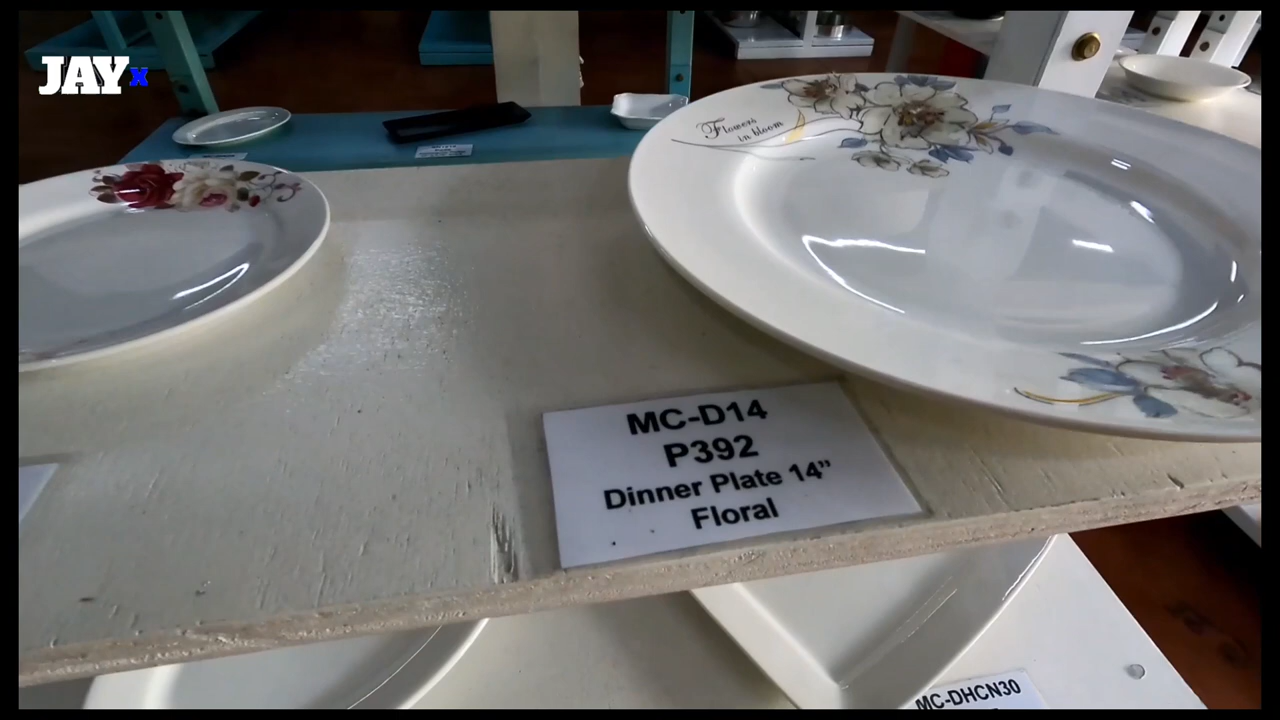 JAYx
Flowers
in bloom
MC-D14
P392
Dinner Plate 14”
Floral
MC-DHCN30